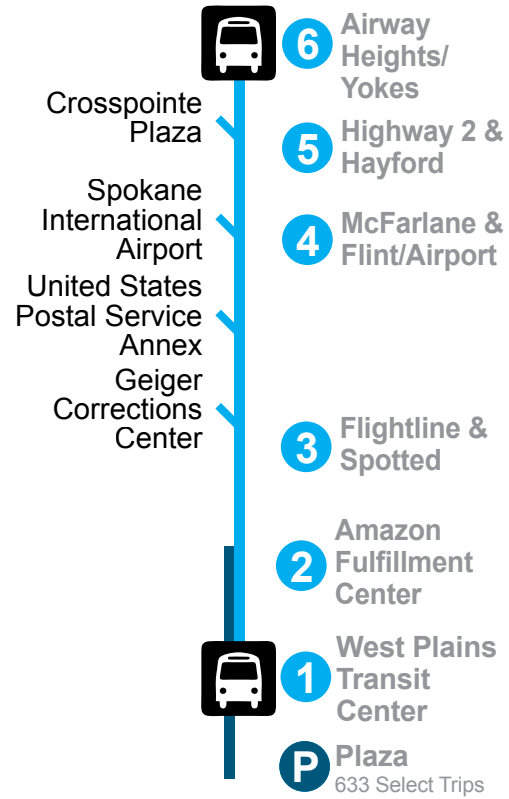 6
Airway
Heights/
Yokes
Crosspointe
Plaza
5
Highway 2 &
Hayford
Spokane
International
Airport
4
McFarlane &
Flint/Airport
United States
Postal Service
Annex
Geiger
Corrections
Center
3
Flightline &
Spotted
2
Amazon
Fulfillment
Center
1
West Plains
Transit
Center
P
Plaza
633 Select Trips